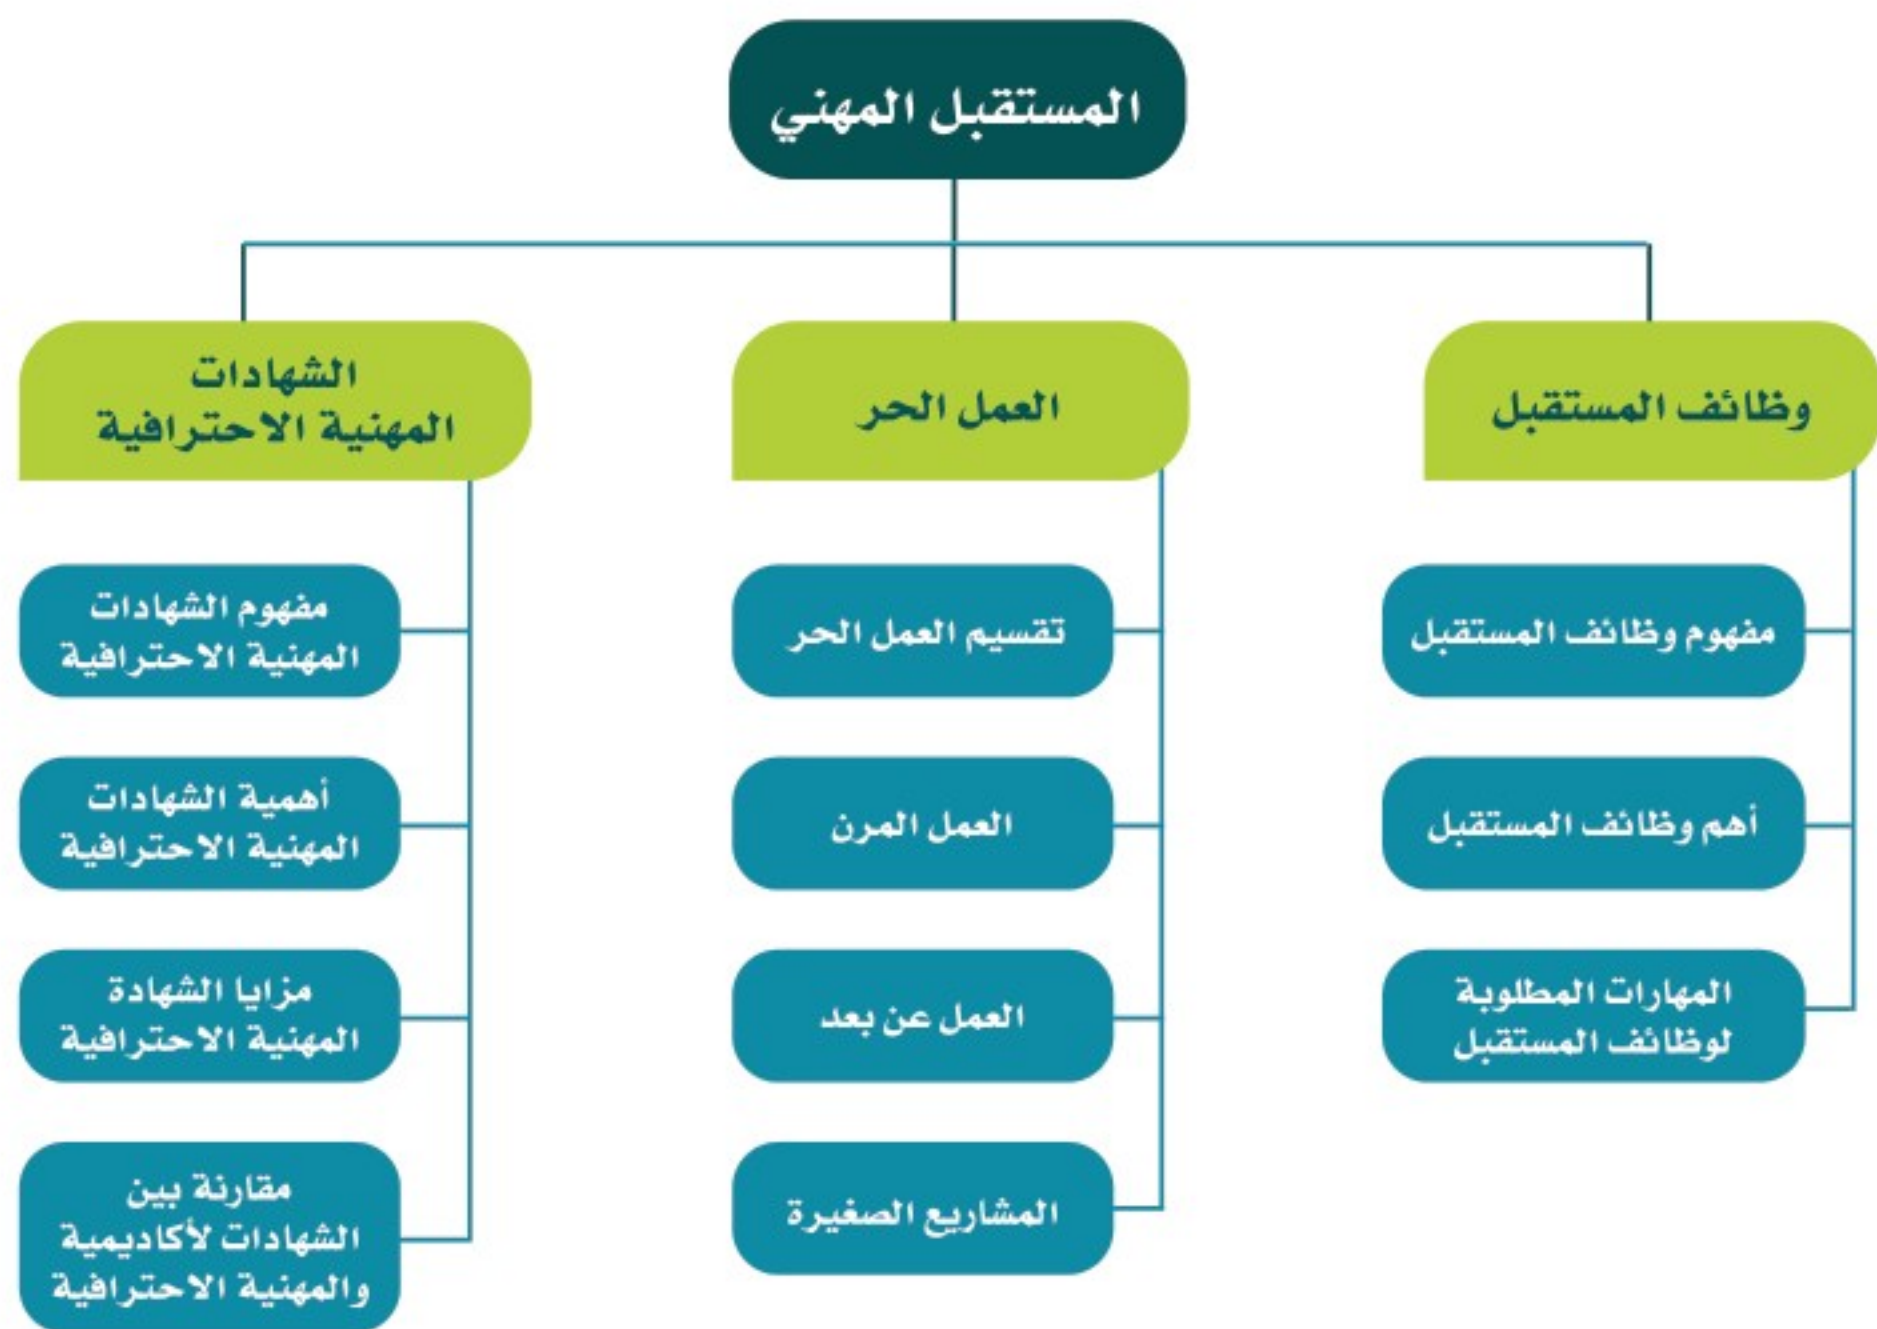 المستقبل المهني
وظائف المستقبل
مفهوم وظائف المستقبل
أهم وظائف المستقبل
المهارات المطلوبة
لوظائف المستقبل
العمل الحر
تقسيم العمل الحر
العمل المرن
العمل عن بعد
المشاريع الصغيرة
الشهادات
المهنية الاحترافية
مفهوم الشهادات
المهنية الاحترافية
أهمية الشهادات
المهنية الاحترافية
مزايا الشهادة
المهنية الاحترافية
مقارنة بين
الشهادات لأكاديمية
والمهنية الاحترافية